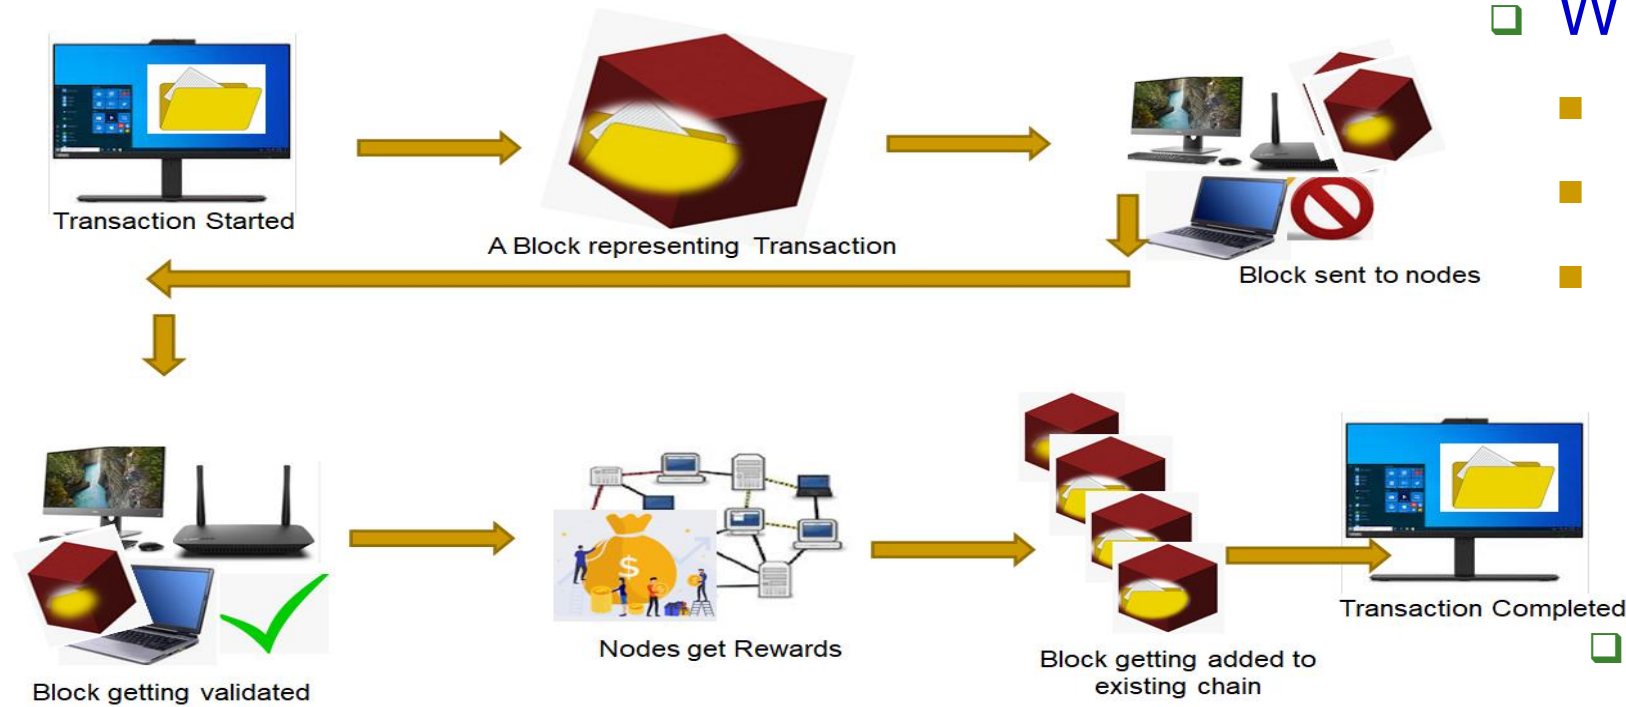 W
Transaction Started
A Block representing Transaction
Block sent to nodes
$
Block getting validated
Nodes get Rewards
Block getting added to
existing chain
Transaction Completed